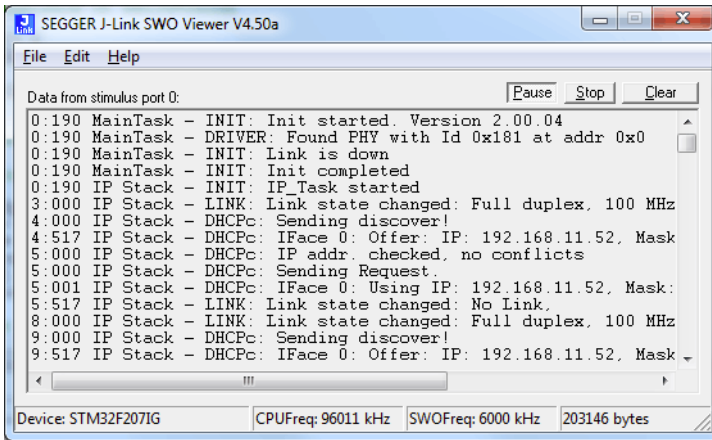 SEGGER J-Link SWO Viewer V4.50a
File Edit Help
Data from stimulus port 0:
Pause Stop Clear
0:190 MainTask - INIT: Init started. Version 2.00.04
0:190 MainTask - DRIVER: Found PHY with Id 0x181 at addr 0x0
0:190 MainTask - INIT: Link is down
0:190 MainTask - INIT: Init completed
0:190 IP Stack - INIT: IP_Task started
3:000 IP Stack - LINK: Link state changed: Full duplex, 100 MHz
4:000 IP Stack - DHCPc: Sending discover!
4:517 IP Stack - DHCPc: IFace 0: Offer: IP: 192.168.11.52, Mask
5:000 IP Stack - DHCPc: IP addr. checked, no conflicts
5:000 IP Stack - DHCPc: Sending Request.
5:001 IP Stack - DHCPc: IFace 0: Using IP: 192.168.11.52, Mask:
5:517 IP Stack - LINK: Link state changed: No Link,
8:000 IP Stack - LINK: Link state changed: Full duplex, 100 MHz
9:000 IP Stack - DHCPc: Sending discover!
9:517 IP Stack - DHCPc: IFace 0: Offer: IP: 192.168.11.52, Mask
Device: STM32F207IG CPUFreq: 96011 kHz SWOFreq: 6000 kHz 203146 bytes